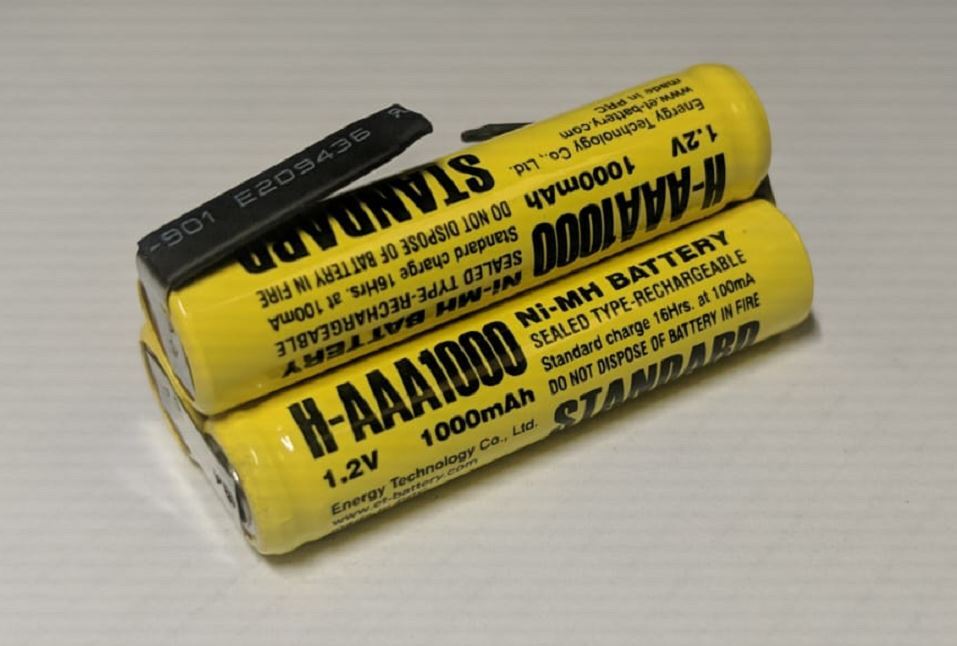 -901 E209436 R
STANDARD
DO NOT DISPOSE OF BATTERY IN FIRE
Standard charge 16Hrs. at 100mA
SEALED TYPE-RECHARGEABLE
Ni-MH BATTERY
H-AAA1000
1000mAh
1.2V
Energy Technology Co., Ltd.
www.et-battery.com
made in PRC
H-AAA1000
1000mAh
1.2V
Energy Technology Co., Ltd.
www.et-battery.com
Ni-MH BATTERY
SEALED TYPE-RECHARGEABLE
Standard charge 16Hrs. at 100mA
DO NOT DISPOSE OF BATTERY IN FIRE
STANDARD